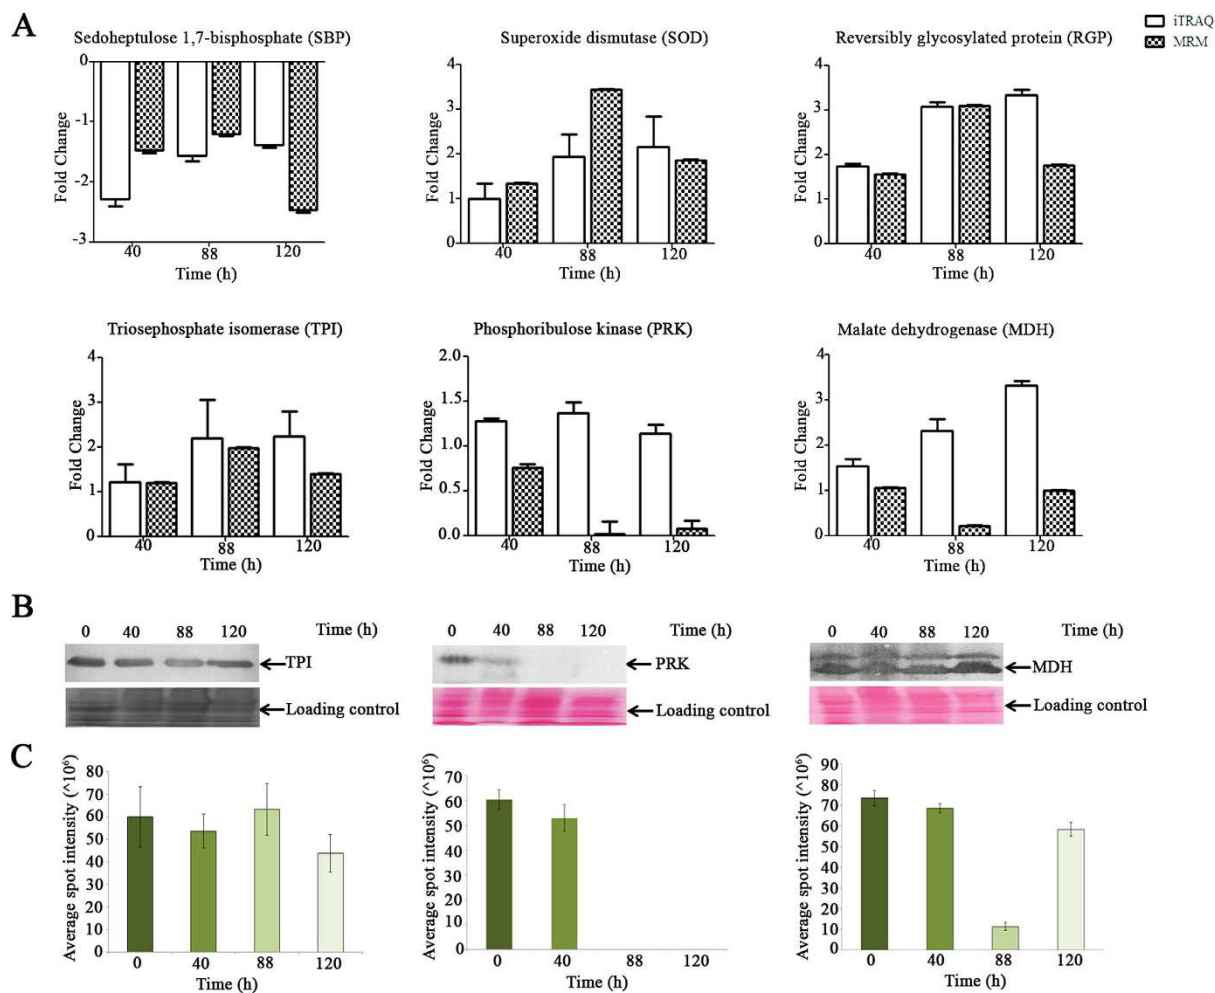 A
iTRAQ
MRM
Sedoheptulose 1,7-bisphosphate (SBP)
Superoxide dismutase (SOD)
Reversibly glycosylated protein (RGP)
Fold Change
0
-1
-2
-3
40 88 120
Time (h)
Fold Change
4
3
2
1
0
40 88 120
Time (h)
Fold Change
4
3
2
1
0
40 88 120
Time (h)
Triosephosphate isomerase (TPI)
Phosphoribulose kinase (PRK)
Malate dehydrogenase (MDH)
Fold Change
4
3
2
1
0
40 88 120
Time (h)
Fold Change
2.0
1.5
1.0
0.5
0.0
40 88 120
Time (h)
Fold Change
4
3
2
1
0
40 88 120
Time (h)
B
0 40 88 120 Time (h)
TPI
Loading control
0 40 88 120 Time (h)
PRK
Loading control
0 40 88 120 Time (h)
MDH
Loading control
C
Average spot intensity (^10⁶)
80
70
60
50
40
30
20
10
0
0 40 88 120
Time (h)
Average spot intensity (^10⁶)
70
60
50
40
30
20
10
0
0 40 88 120
Time (h)
Average spot intensity (^10⁶)
90
80
70
60
50
40
30
20
10
0
0 40 88 120
Time (h)